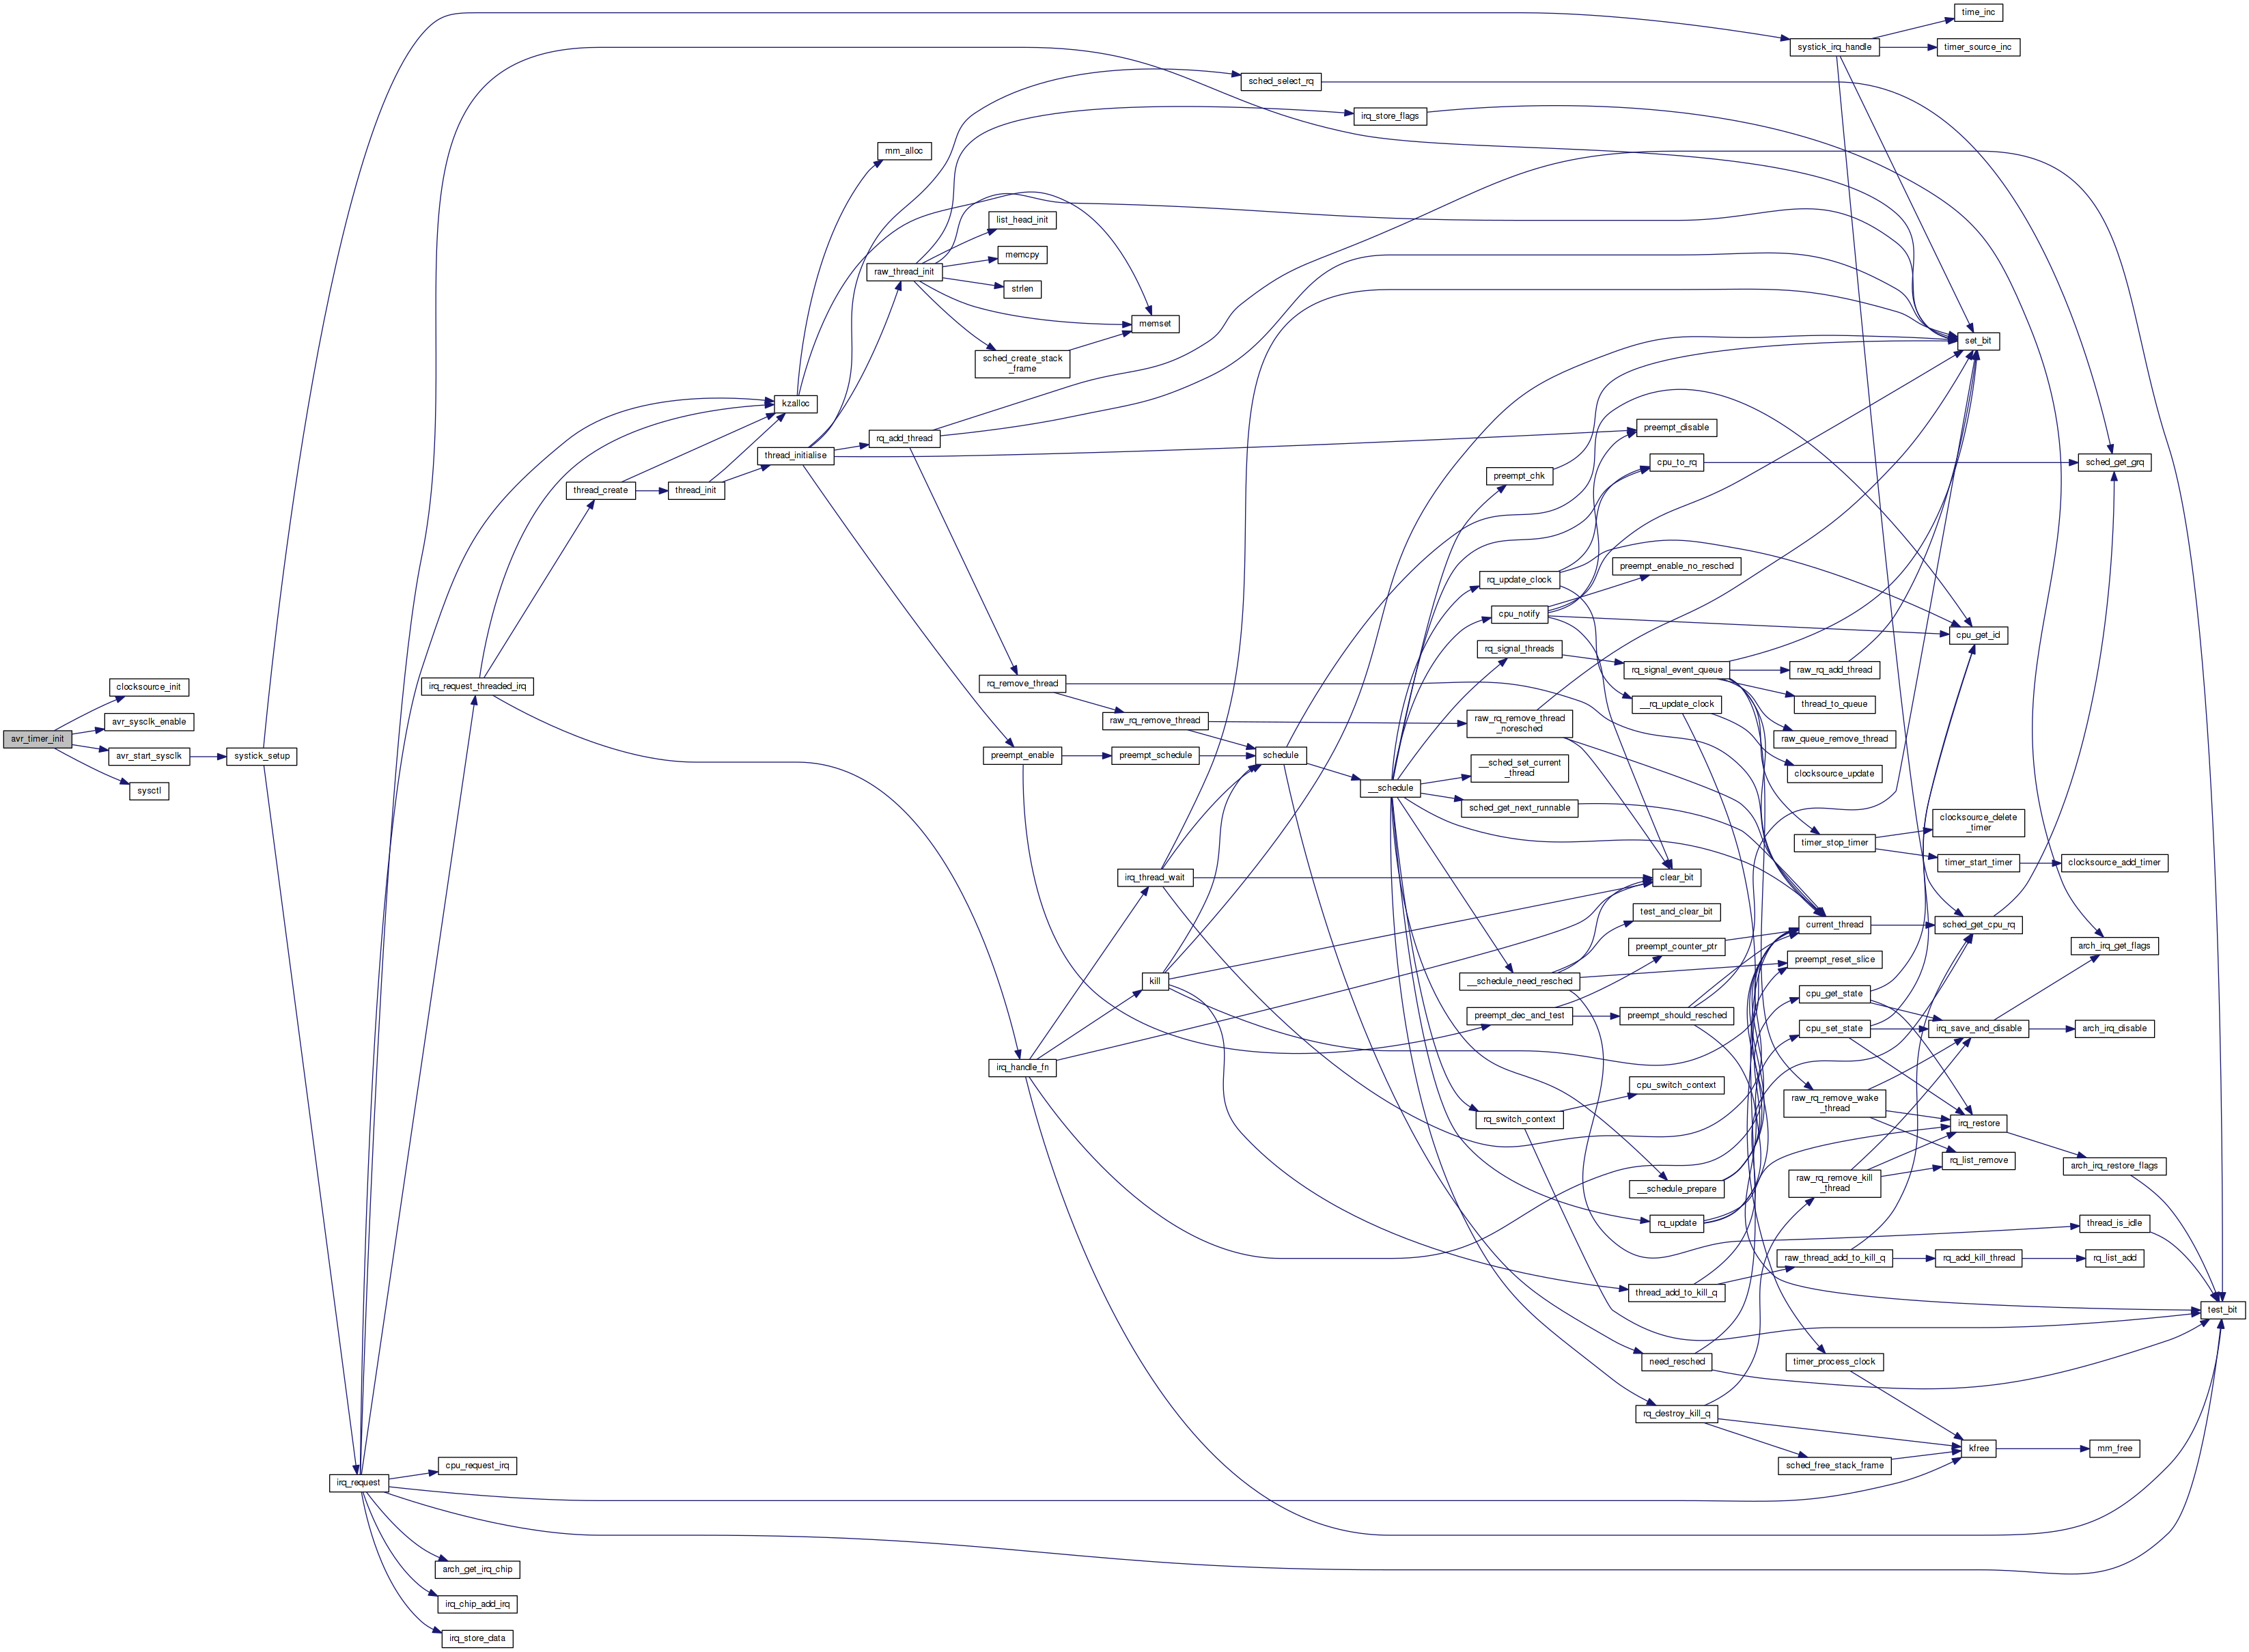 time_inc
systick_irq_handle
timer_source_inc
sched_select_rq
irq_store_flags
mm_alloc
list_head_init
memcpy
raw_thread_init
strlen
memset
set_bit
sched_create_stack
_frame
kzalloc
preempt_disable
rq_add_thread
thread_initialise
cpu_to_rq
sched_get_grq
preempt_chk
thread_create
thread_init
preempt_enable_no_resched
rq_update_clock
cpu_notify
cpu_get_id
rq_signal_threads
rq_signal_event_queue
raw_rq_add_thread
clocksource_init
irq_request_threaded_irq
rq_remove_thread
__rq_update_clock
thread_to_queue
avr_sysclk_enable
raw_rq_remove_thread
raw_rq_remove_thread
_noresched
avr_timer_init
raw_queue_remove_thread
avr_start_sysclk
systick_setup
preempt_enable
preempt_schedule
schedule
__sched_set_current
_thread
clocksource_update
sysctl
__schedule
sched_get_next_runnable
clocksource_delete
_timer
timer_stop_timer
timer_start_timer
clocksource_add_timer
irq_thread_wait
clear_bit
test_and_clear_bit
current_thread
sched_get_cpu_rq
preempt_counter_ptr
arch_irq_get_flags
preempt_reset_slice
kill
__schedule_need_resched
cpu_get_state
preempt_dec_and_test
preempt_should_resched
cpu_set_state
irq_save_and_disable
arch_irq_disable
irq_handle_fn
cpu_switch_context
raw_rq_remove_wake
_thread
rq_switch_context
irq_restore
rq_list_remove
arch_irq_restore_flags
raw_rq_remove_kill
_thread
__schedule_prepare
rq_update
thread_is_idle
raw_thread_add_to_kill_q
rq_add_kill_thread
rq_list_add
thread_add_to_kill_q
test_bit
need_resched
timer_process_clock
rq_destroy_kill_q
kfree
mm_free
sched_free_stack_frame
cpu_request_irq
irq_request
arch_get_irq_chip
irq_chip_add_irq
irq_store_data